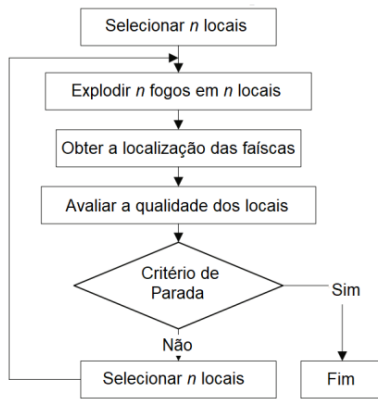 Selecionar n locais
Explodir n fogos em n locais
Obter a localização das faíscas
Avaliar a qualidade dos locais
Critério de
Parada
Sim
Não
Selecionar n locais
Fim